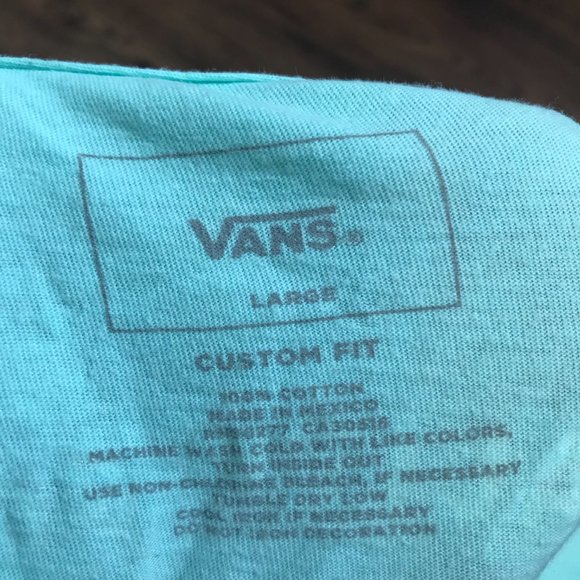 VANS®
LARGE
CUSTOM FIT
100% COTTON
MADE IN MEXICO
CA30516
MACHINE WASH COLD WITH LIKE COLORS,
TURN INSIDE OUT
USE NON-CHLORINE BLEACH, IF NECESSARY
TUMBLE DRY LOW
COOL IRON IF NECESSARY
DO NOT IRON DECORATION